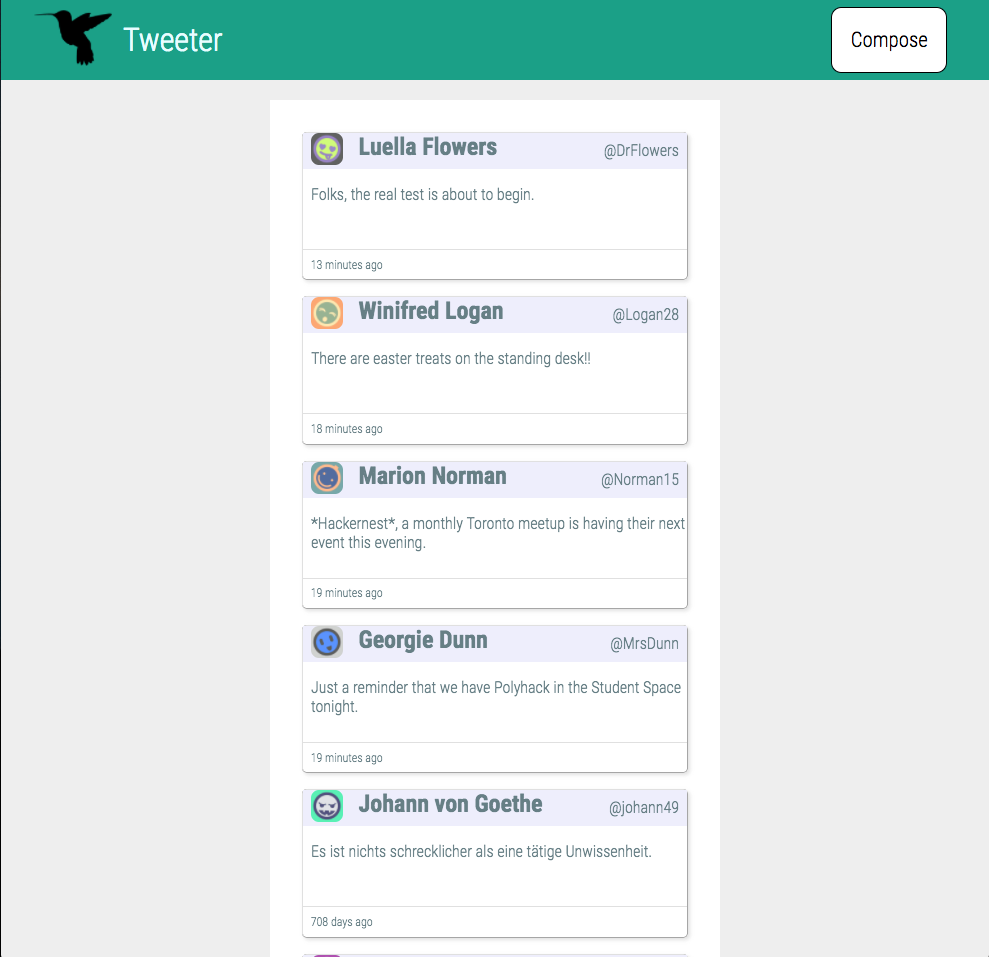 Tweeter
Compose
Luella Flowers @DrFlowers
Folks, the real test is about to begin.
13 minutes ago
Winifred Logan @Logan28
There are easter treats on the standing desk!!
18 minutes ago
Marion Norman @Norman15
*Hackernest*, a monthly Toronto meetup is having their next
event this evening.
19 minutes ago
Georgie Dunn @MrsDunn
Just a reminder that we have Polyhack in the Student Space
tonight.
19 minutes ago
Johann von Goethe @johann49
Es ist nichts schrecklicher als eine tätige Unwissenheit.
708 days ago